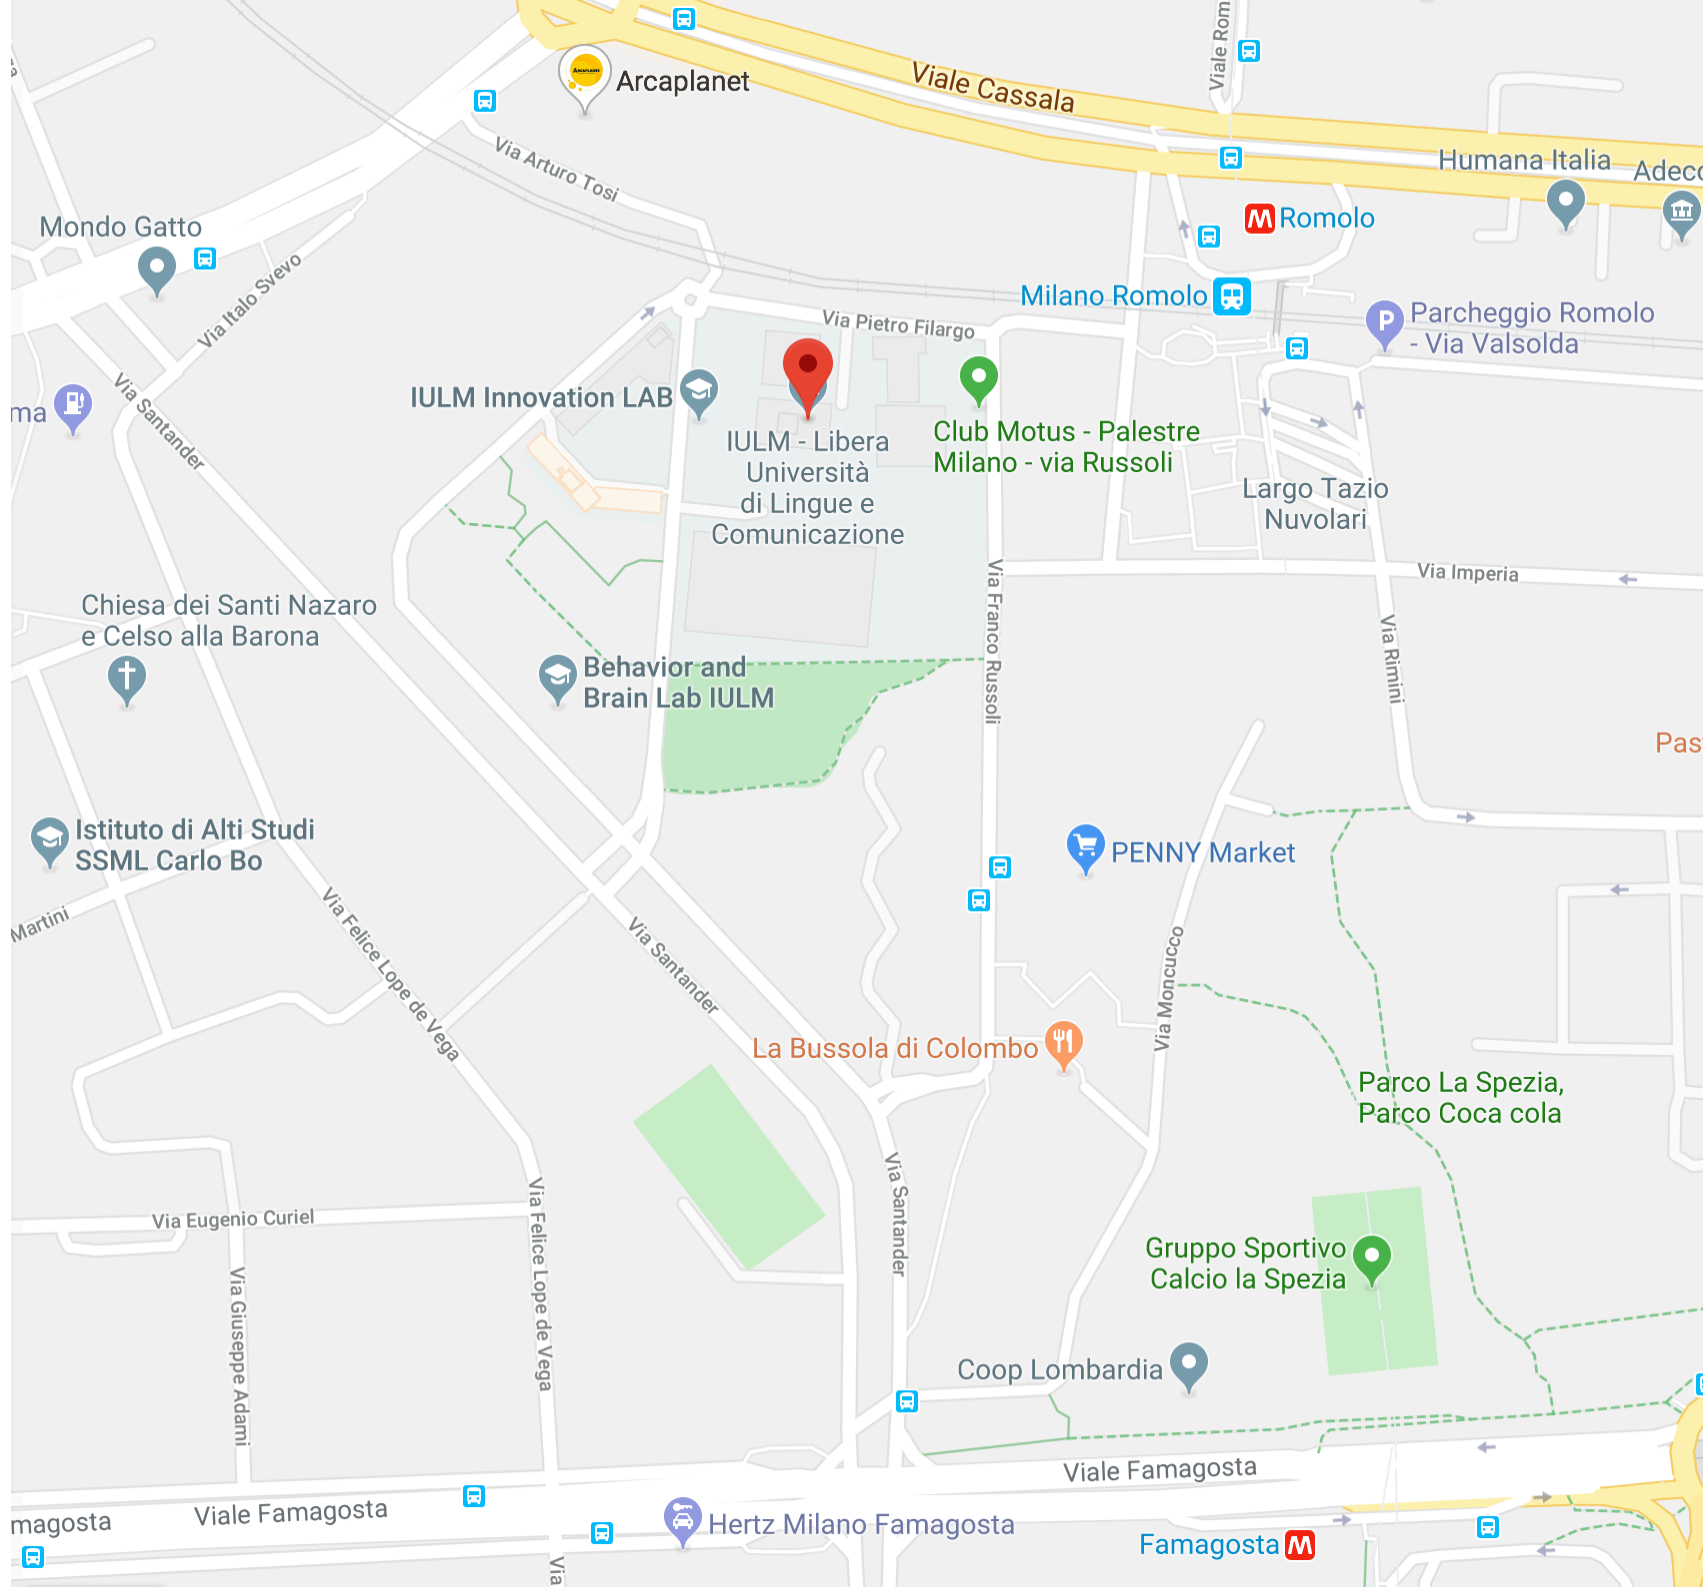 Arcaplanet
ARCAPLANET
Viale Cassala
Viale Rom
Via Arturo Tosi
Humana Italia
Adecc
Romolo
Mondo Gatto
Milano Romolo
Via Italo Svevo
Via Pietro Filargo
P
Parcheggio Romolo
- Via Valsolda
ma
IULM Innovation LAB
Via Santander
IULM - Libera
Università
di Lingue e
Comunicazione
Club Motus - Palestre
Milano - via Russoli
Largo Tazio
Nuvolari
Via Imperia
Via Franco Russoli
Via Rimini
Chiesa dei Santi Nazaro
e Celso alla Barona
Behavior and
Brain Lab IULM
Pas
Istituto di Alti Studi
SSML Carlo Bo
PENNY Market
Martini
Via Felice Lope de Vega
Via Santander
Via Moncucco
La Bussola di Colombo
Parco La Spezia,
Parco Coca cola
Via Santander
Via Eugenio Curiel
Via Felice Lope de Vega
Via Giuseppe Adami
Gruppo Sportivo
Calcio la Spezia
Coop Lombardia
Viale Famagosta
Viale Famagosta
magosta
Hertz Milano Famagosta
Famagosta
M
M
Via